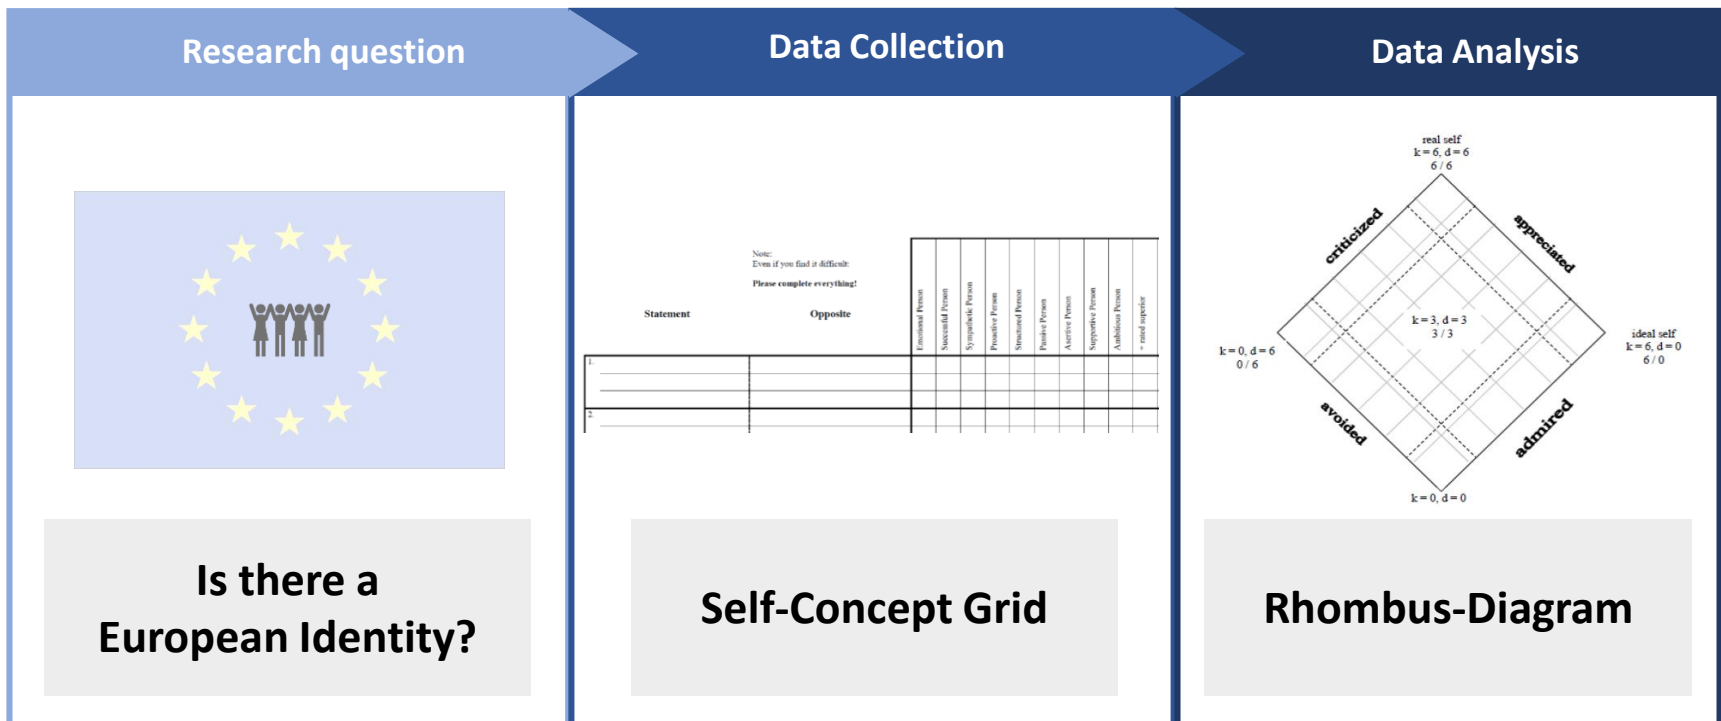 Research question
Data Collection
Data Analysis
Note:
Even if you find it difficult:
Please complete everything!
Statement
Opposite
Emotional Person
Successful Person
Sympathetic Person
Proactive Person
Structured Person
Passive Person
Asertive Person
Supportive Person
Ambitious Person
+ rated superior
1.
2.
real self
k = 6, d = 6
6 / 6
criticized
appreciated
k = 3, d = 3
3 / 3
k = 0, d = 6
0 / 6
ideal self
k = 6, d = 0
6 / 0
avoided
admired
k = 0, d = 0
Is there a
European Identity?
Self-Concept Grid
Rhombus-Diagram